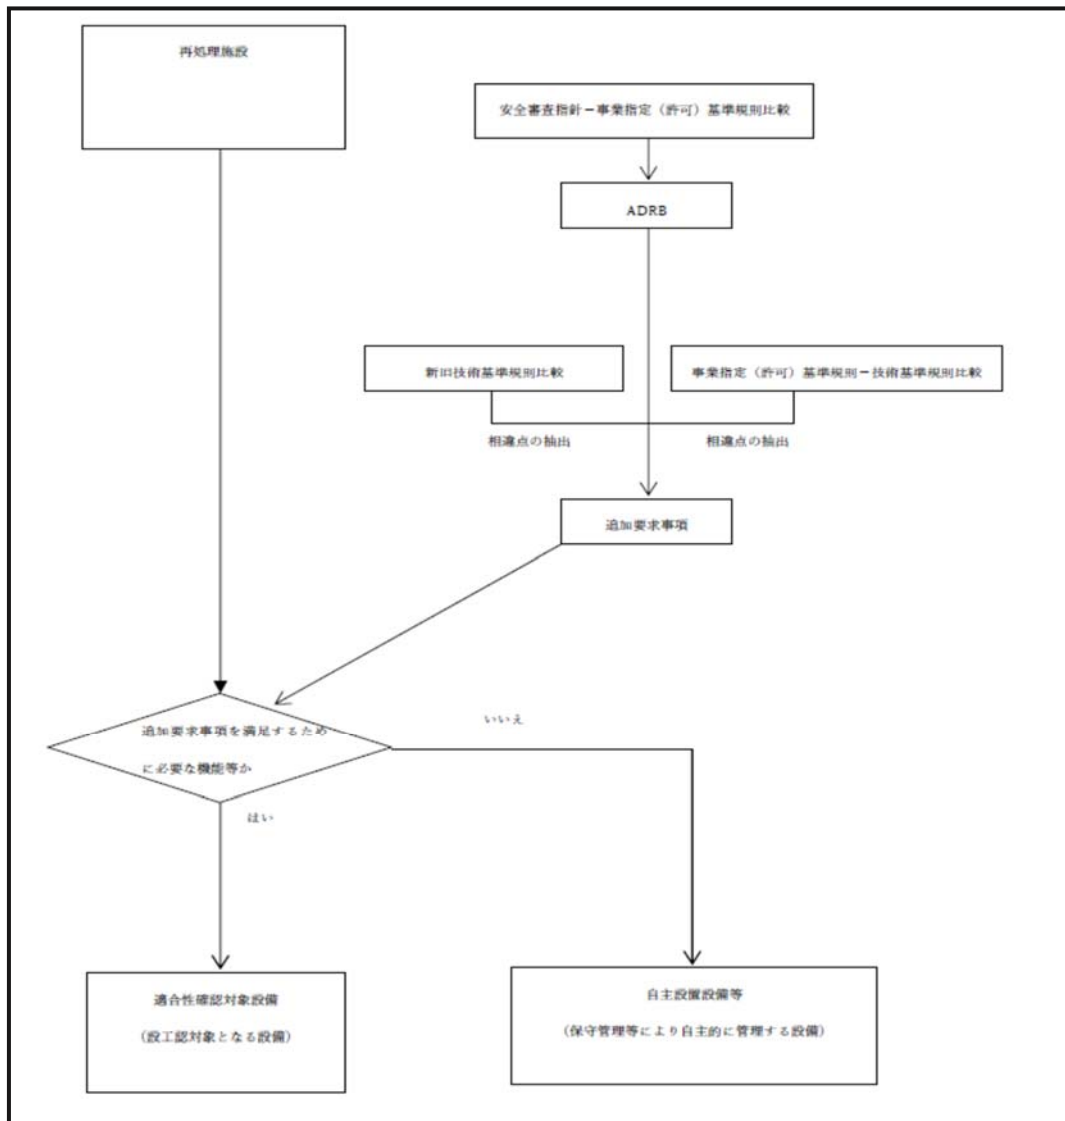 再処理施設
安全審査指針－事業指定（許可）基準規則比較
ADRB
新旧技術基準規則比較
事業指定（許可）基準規則－技術基準規則比較
相違点の抽出
相違点の抽出
追加要求事項
追加要求事項を満足するため
に必要な機能等か
いいえ
はい
適合性確認対象設備
（設工認対象となる設備）
自主設置設備等
（保守管理等により自主的に管理する設備）